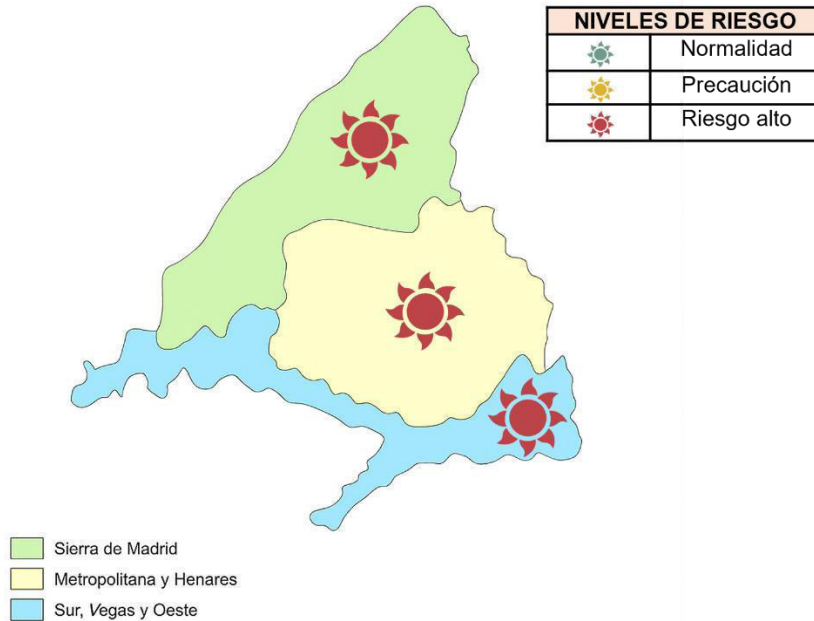 NIVELES DE RIESGO
Normalidad
Precaución
Riesgo alto
Sierra de Madrid
Metropolitana y Henares
Sur, Vegas y Oeste